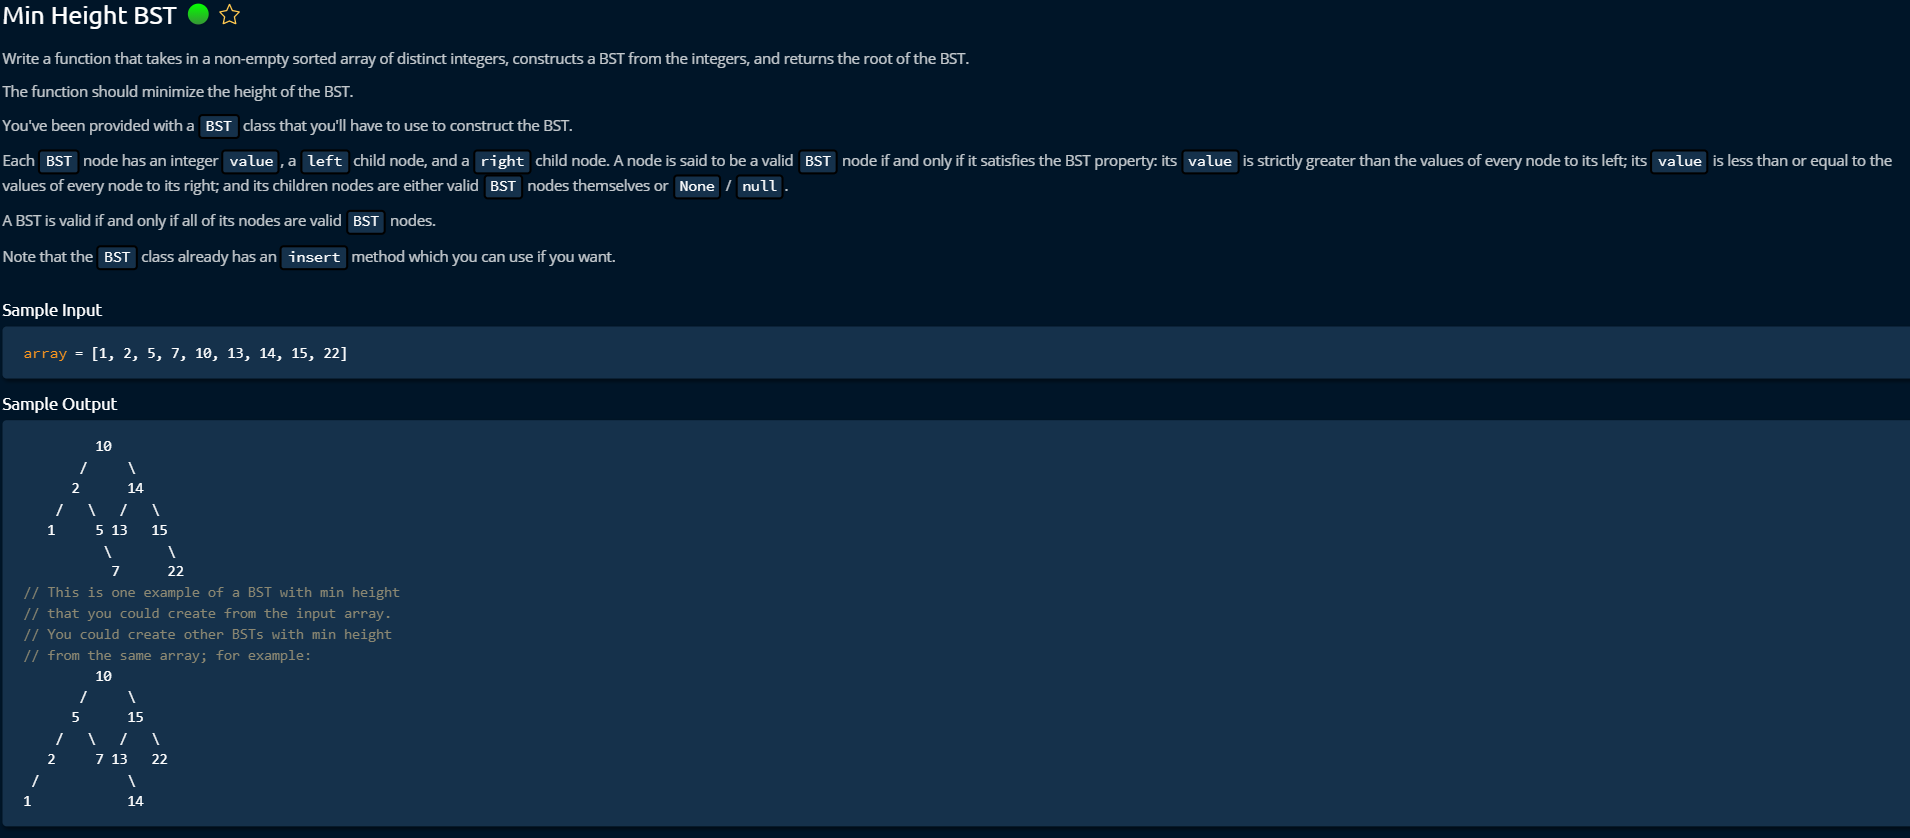 Min Height BST
Write a function that takes in a non-empty sorted array of distinct integers, constructs a BST from the integers, and returns the root of the BST.
The function should minimize the height of the BST.
You've been provided with a BST class that you'll have to use to construct the BST.
Each BST node has an integer value , a left child node, and a right child node. A node is said to be a valid BST node if and only if it satisfies the BST property: its value is strictly greater than the values of every node to its left; its value is less than or equal to the
values of every node to its right; and its children nodes are either valid BST nodes themselves or None / null .
A BST is valid if and only if all of its nodes are valid BST nodes.
Note that the BST class already has an insert method which you can use if you want.
Sample Input
array = [1, 2, 5, 7, 10, 13, 14, 15, 22]
Sample Output
         10
       /     \
      2      14
    /   \   /   \
   1     5 13   15
          \       \
           7      22
// This is one example of a BST with min height
// that you could create from the input array.
// You could create other BSTs with min height
// from the same array; for example:
         10
       /     \
      5      15
    /   \   /   \
   2     7 13   22
 /           \
1            14